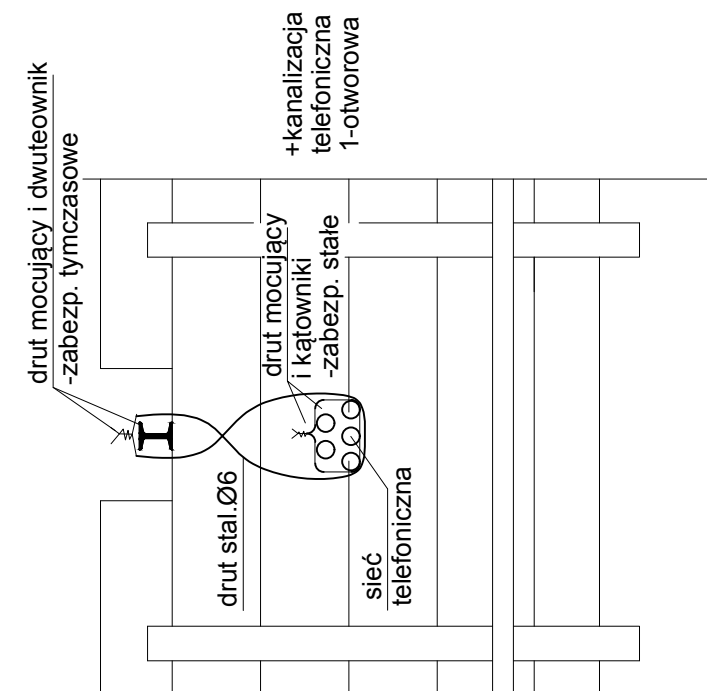 drut mocujący i dwuteownik
-zabezp. tymczasowe
+kanalizacja
telefoniczna
1-otworowa
drut mocujący
i kątowniki
-zabezp. stałe
drut stal.Ø6
sieć
telefoniczna